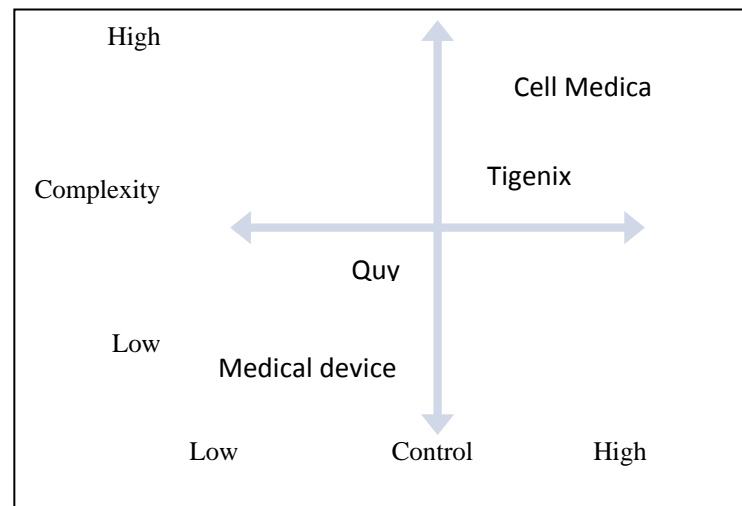 High
Cell Medica
Tigenix
Complexity
Quy
Low
Medical device
Low Control High